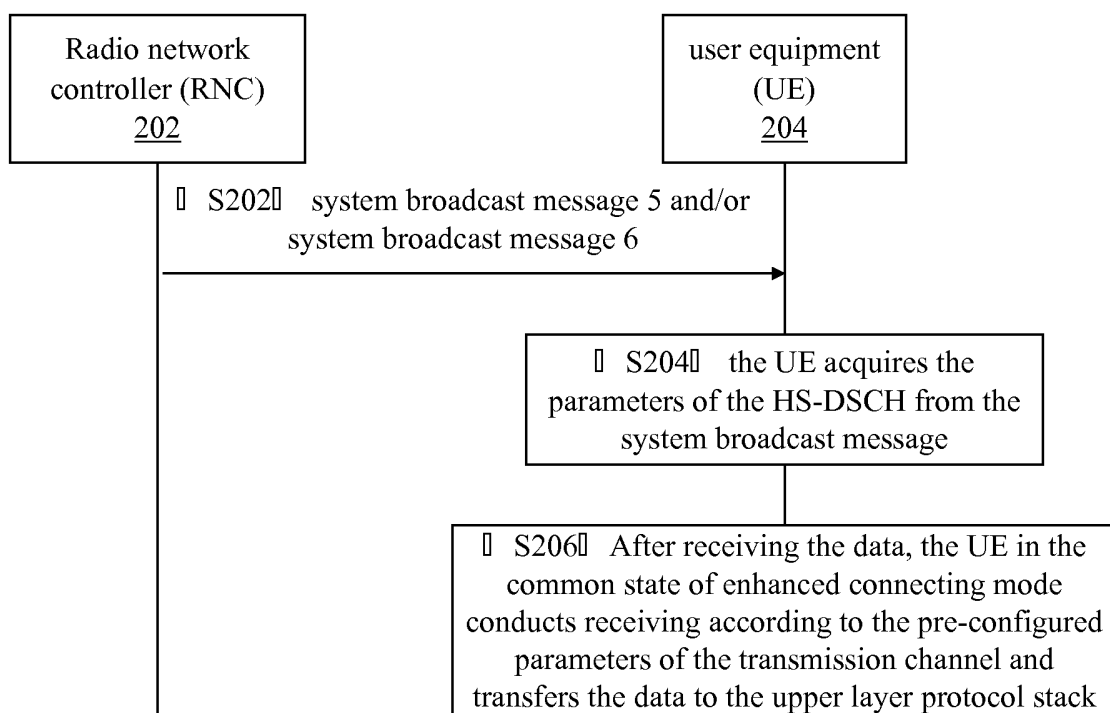 Radio network
controller (RNC)
202
user equipment
(UE)
204
▯ S202▯ system broadcast message 5 and/or
system broadcast message 6
▯ S204▯ the UE acquires the
parameters of the HS-DSCH from the
system broadcast message
▯ S206▯ After receiving the data, the UE in the
common state of enhanced connecting mode
conducts receiving according to the pre-configured
parameters of the transmission channel and
transfers the data to the upper layer protocol stack